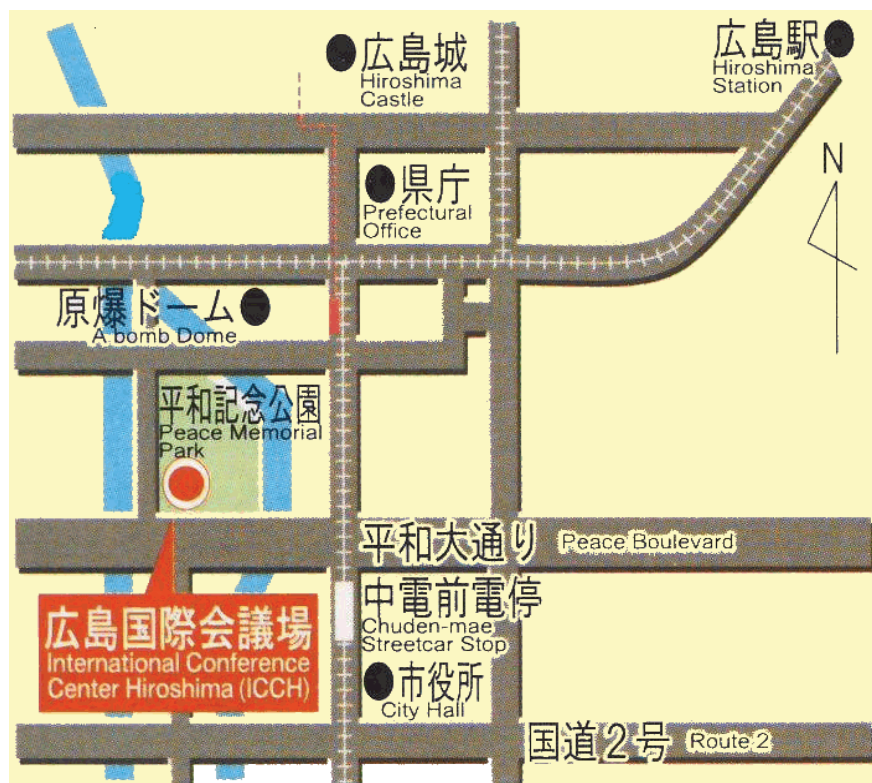 広島城
Hiroshima
Castle
広島駅
Hiroshima
Station
県庁
Prefectural
Office
N
原爆ドーム
A bomb Dome
平和記念公園
Peace Memorial
Park
平和大通り Peace Boulevard
中電前電停
Chuden-mae
Streetcar Stop
広島国際会議場
International Conference
Center Hiroshima (ICCH)
市役所
City Hall
国道2号 Route 2